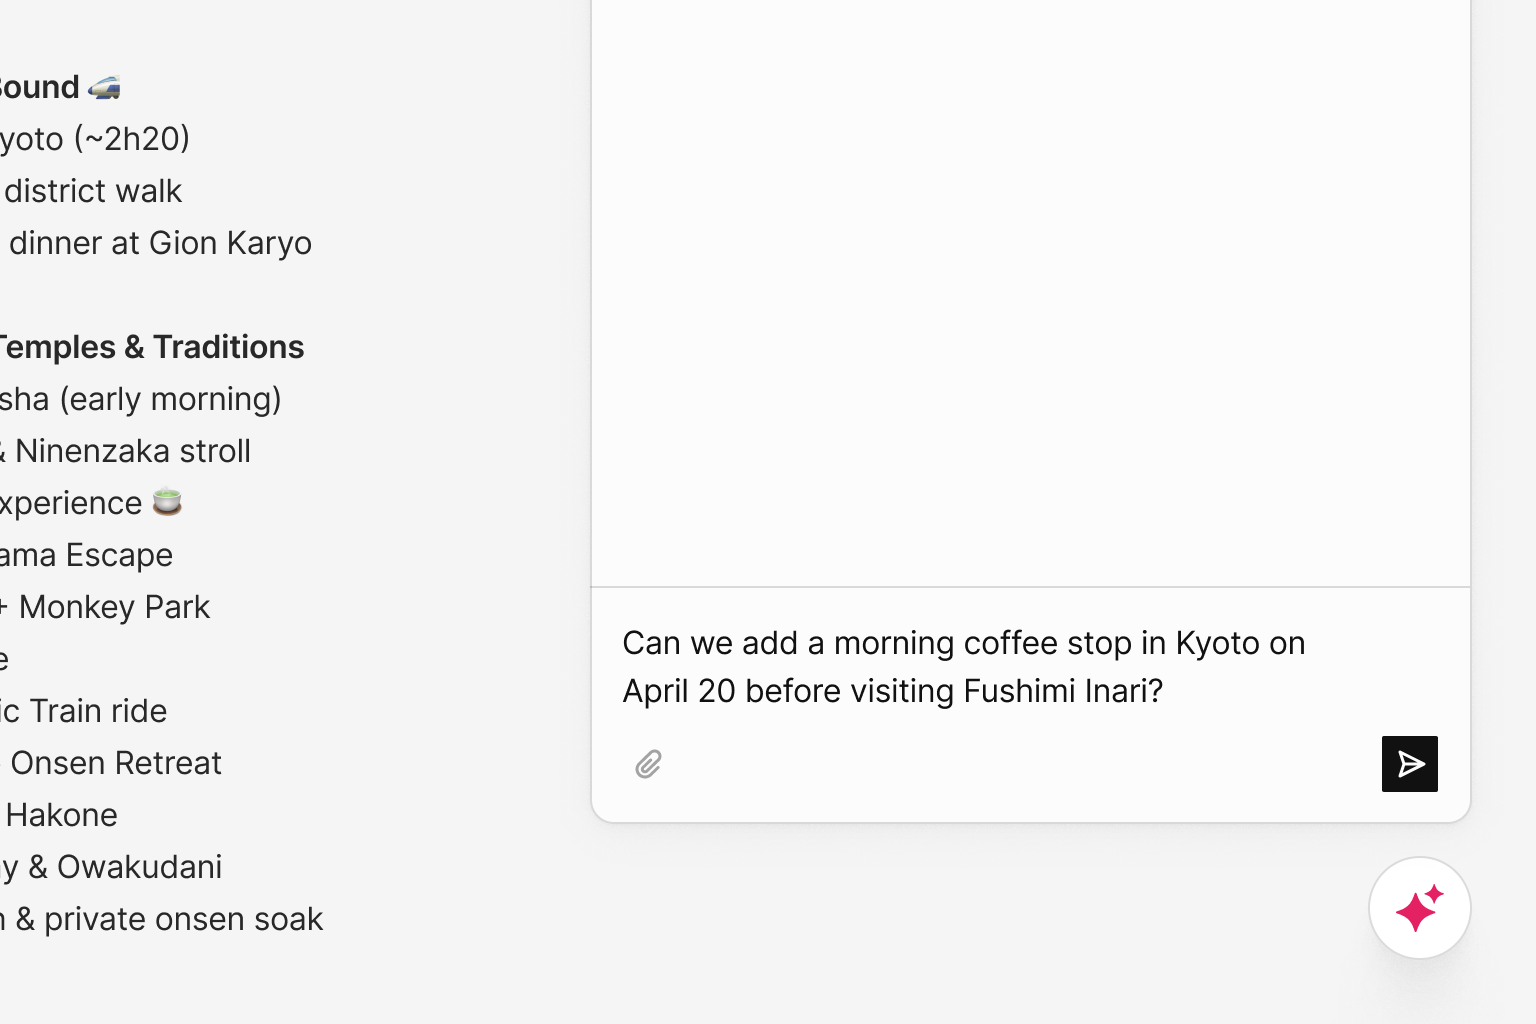 ound 🚄
yoto (~2h20)
district walk
dinner at Gion Karyo
Temples & Traditions
sha (early morning)
& Ninenzaka stroll
xperience 🍵
ama Escape
+ Monkey Park
e
ic Train ride
Onsen Retreat
Hakone
y & Owakudani
& private onsen soak
Can we add a morning coffee stop in Kyoto on
April 20 before visiting Fushimi Inari?